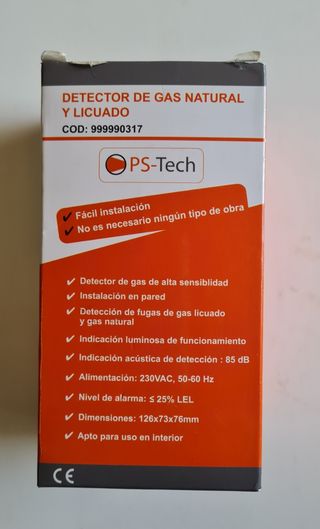 DETECTOR DE GAS NATURAL
Y LICUADO
COD: 999990317
PS-Tech
✔ Fácil instalación
✔ No es necesario ningún tipo de obra
✔ Detector de gas de alta sensiblidad
✔ Instalación en pared
✔ Detección de fugas de gas licuado
y gas natural
✔ Indicación luminosa de funcionamiento
✔ Indicación acústica de detección : 85 dB
✔ Alimentación: 230VAC, 50-60 Hz
✔ Nivel de alarma: ≤ 25% LEL
✔ Dimensiones: 126x73x76mm
✔ Apto para uso en interior
CE